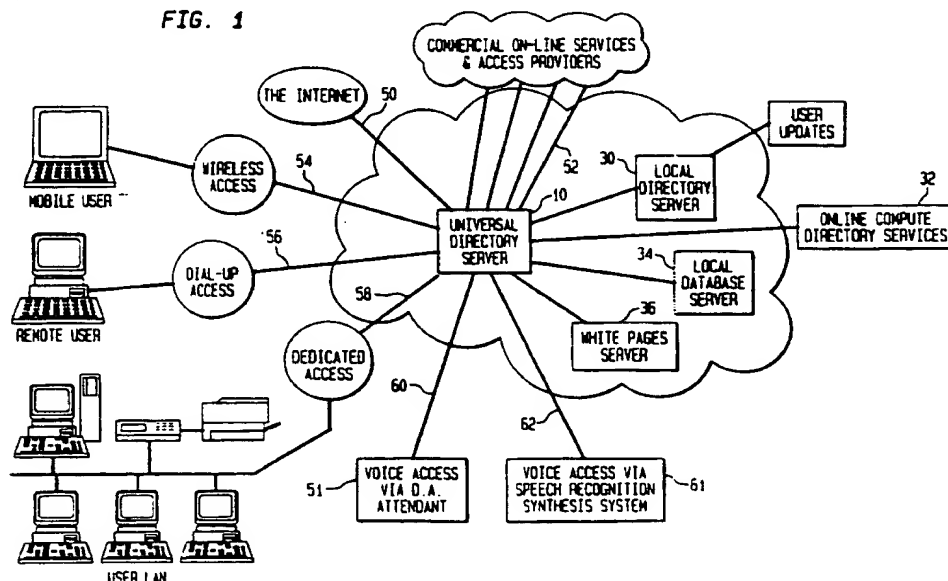 FIG. 1
COMMERCIAL ON-LINE SERVICES
& ACCESS PROVIDERS
THE INTERNET
50
52
USER
UPDATES
30
LOCAL
DIRECTORY
SERVER
32
ONLINE COMPUTE
DIRECTORY SERVICES
MOBILE USER
WIRELESS
ACCESS
54
10
UNIVERSAL
DIRECTORY
SERVER
34
LOCAL
DATABASE
SERVER
REMOTE USER
DIAL-UP
ACCESS
56
58
36
WHITE PAGES
SERVER
DEDICATED
ACCESS
60
62
51
VOICE ACCESS
VIA D.A.
ATTENDANT
VOICE ACCESS VIA
SPEECH RECOGNITION
SYNTHESIS SYSTEM
61
USER LAN